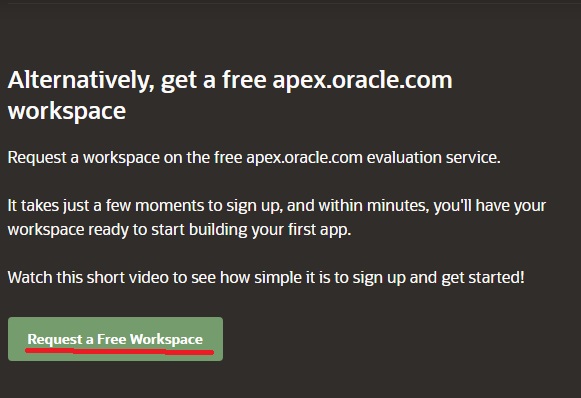 Alternatively, get a free apex.oracle.com
workspace
Request a workspace on the free apex.oracle.com evaluation service.
It takes just a few moments to sign up, and within minutes, you'll have your
workspace ready to start building your first app.
Watch this short video to see how simple it is to sign up and get started!
Request a Free Workspace